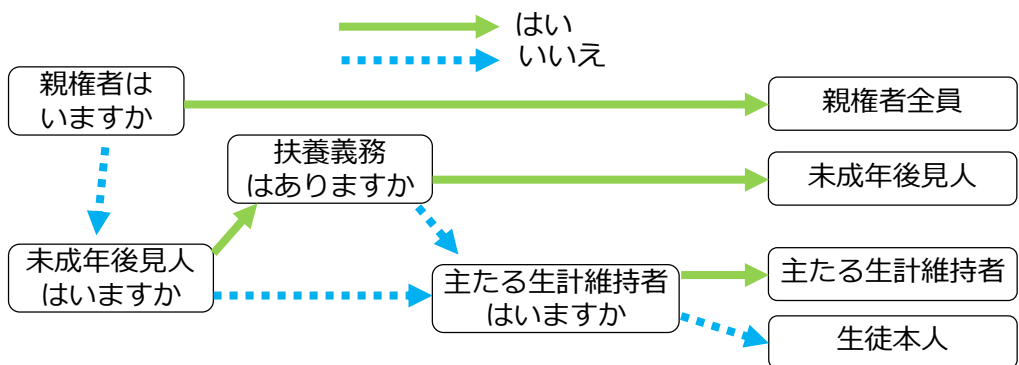 はい
いいえ
親権者は
いますか
親権者全員
扶養義務
はありますか
未成年後見人
未成年後見人
はいますか
主たる生計維持者
はいますか
主たる生計維持者
生徒本人